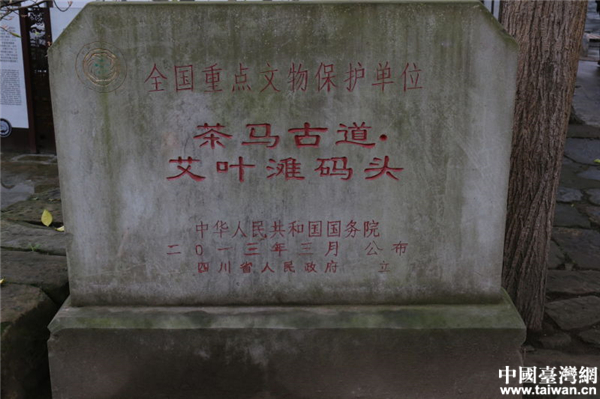 全国重点文物保护单位
茶马古道·
艾叶滩码头
中华人民共和国国务院
二〇一三年三月 公布
四川省人民政府 立
中國臺灣網
www.taiwan.cn